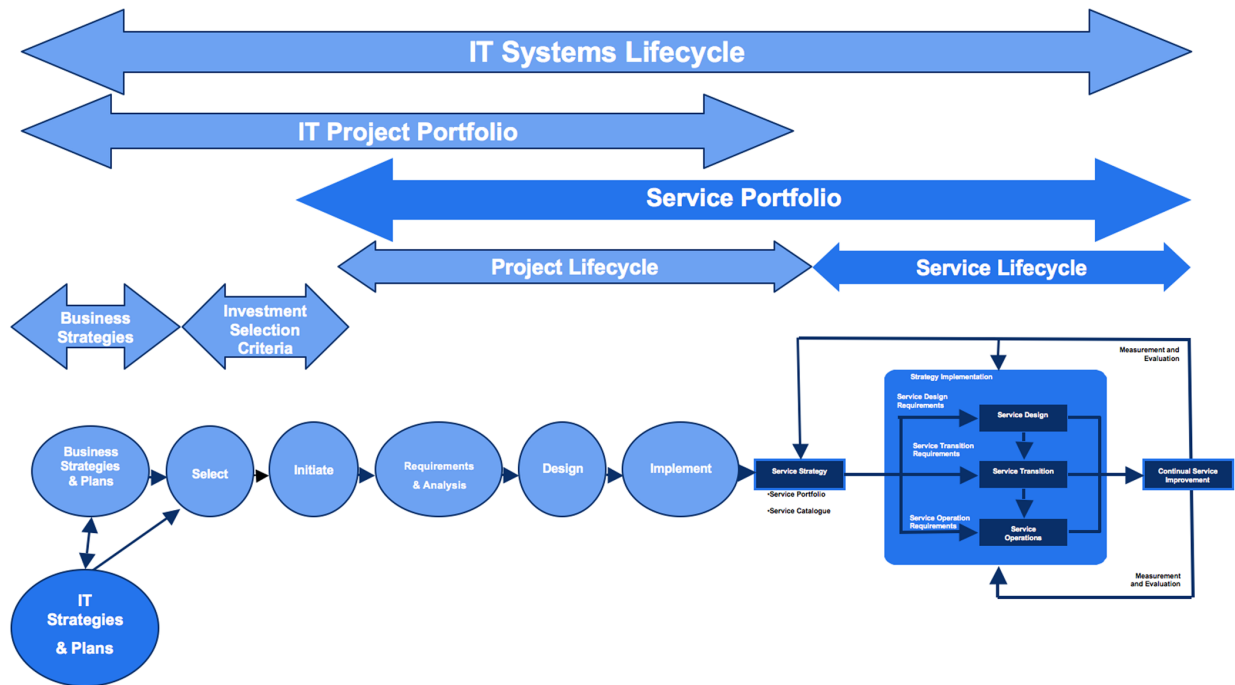 IT Systems Lifecycle
IT Project Portfolio
Service Portfolio
Project Lifecycle
Service Lifecycle
Business
Strategies
Investment
Selection
Criteria
Measurement and
Evaluation
Strategy Implementation
Service Design
Requirements
Service Design
Business
Strategies
& Plans
Select
Initiate
Requirements
& Analysis
Design
Implement
Service Strategy
•Service Portfolio
•Service Catalogue
Service Transition
Requirements
Service Transition
Continual Service
Improvement
Service Operation
Requirements
Service
Operations
Measurement
and Evaluation
IT
Strategies
& Plans